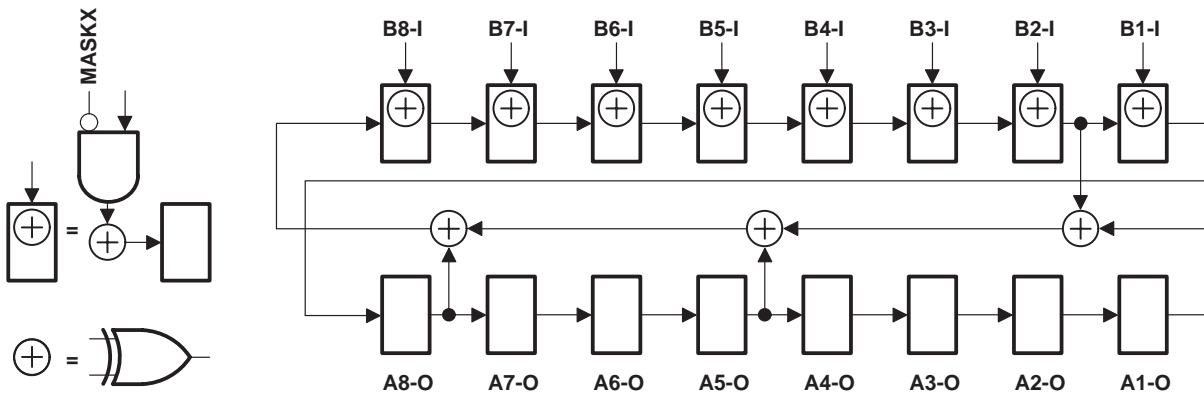 MASKX
=
=
B8-I B7-I B6-I B5-I B4-I B3-I B2-I B1-I
A8-O A7-O A6-O A5-O A4-O A3-O A2-O A1-O